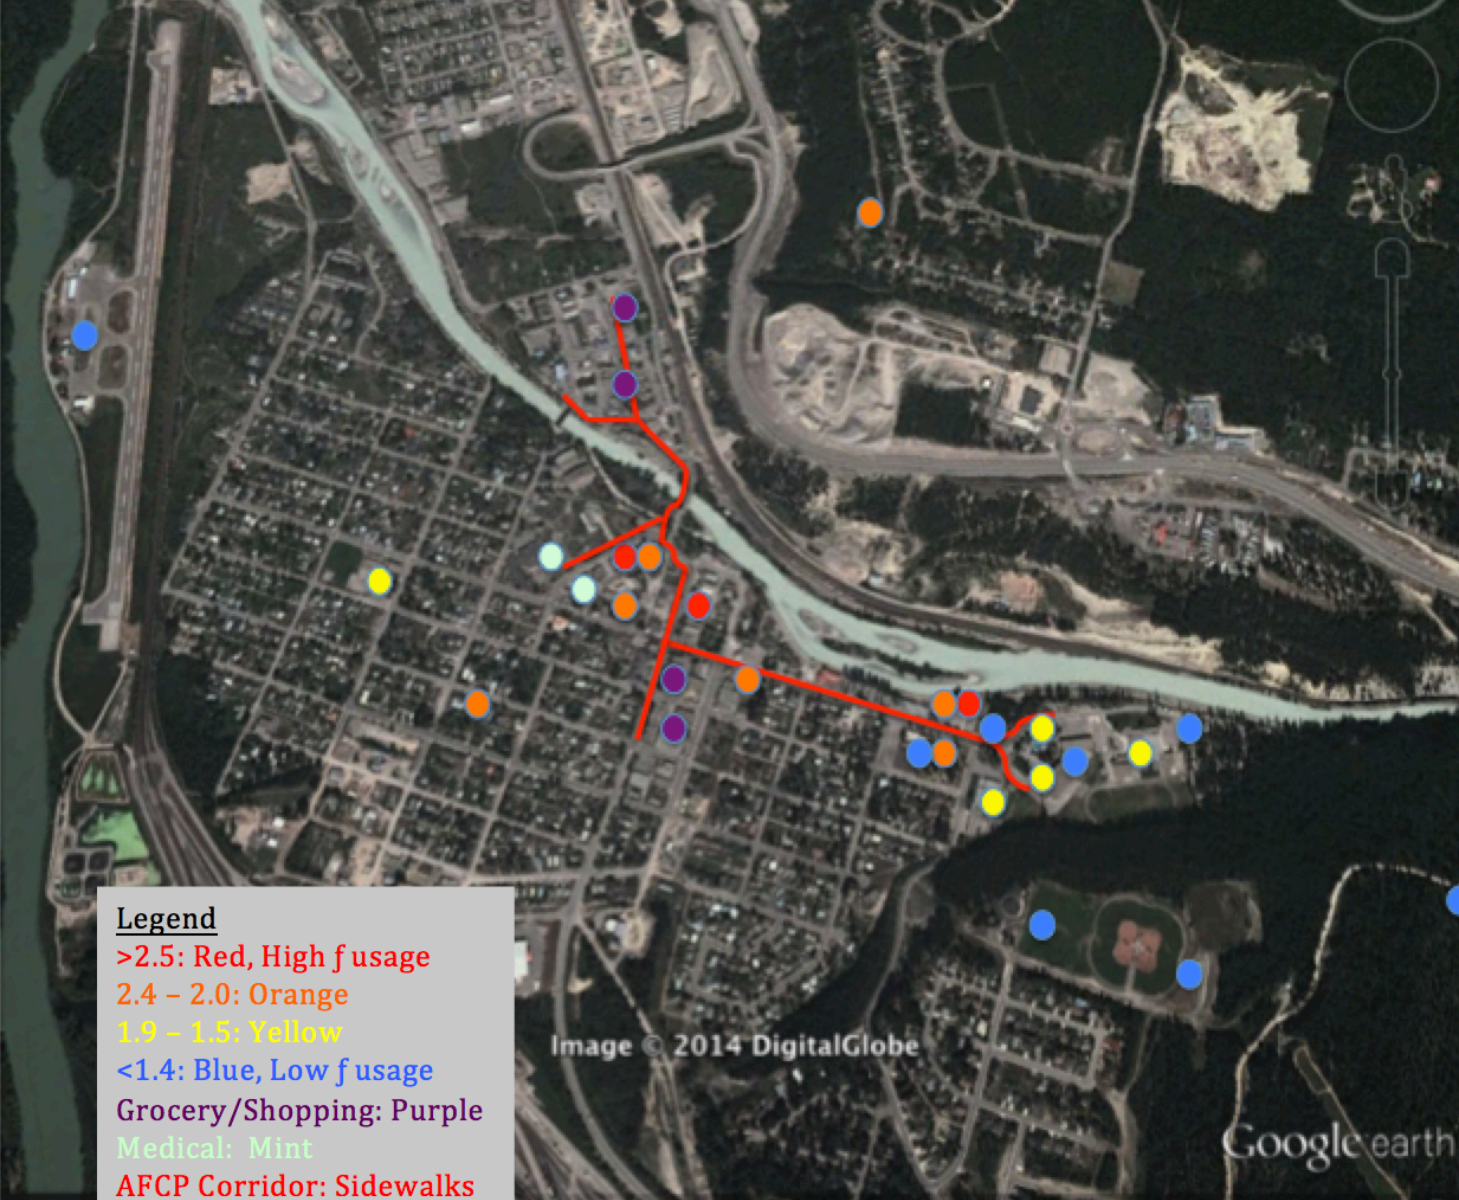 Legend
>2.5: Red, High ƒ usage
2.4 – 2.0: Orange
1.9 – 1.5: Yellow
<1.4: Blue, Low ƒ usage
Grocery/Shopping: Purple
Medical: Mint
AFCP Corridor: Sidewalks
Image © 2014 DigitalGlobe
Google earth